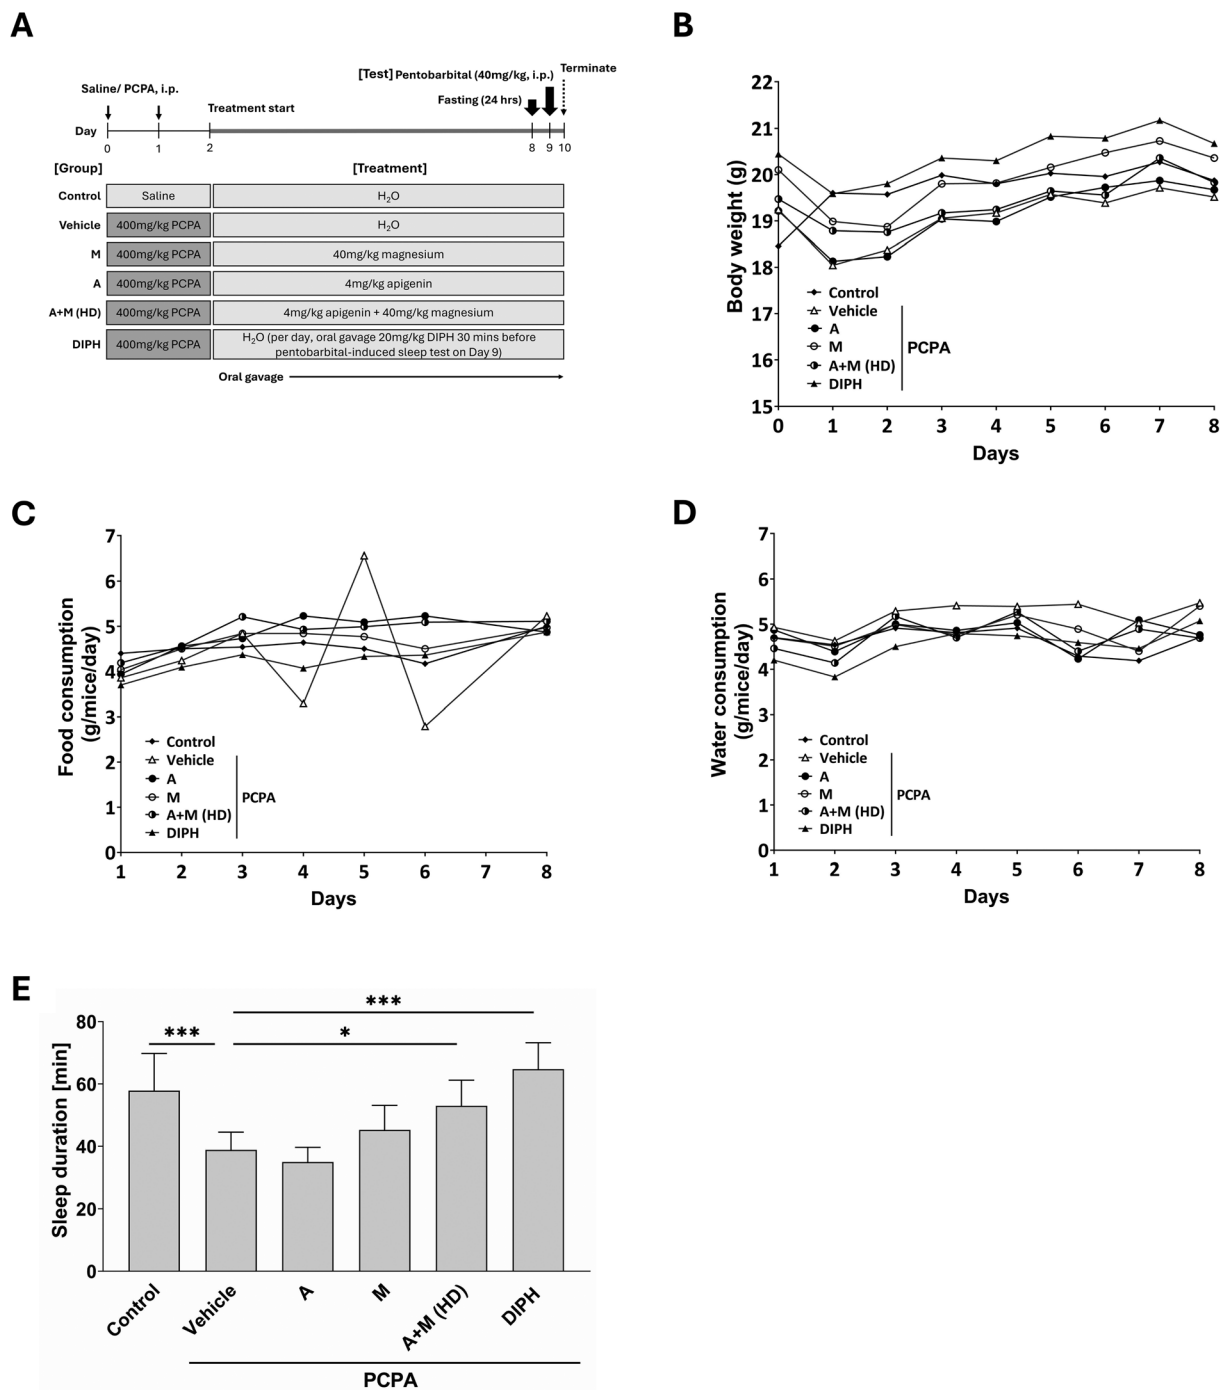 A
[Test] Pentobarbital (40mg/kg, i.p.)
Terminate
Saline/ PCPA, i.p.
Fasting (24 hrs)
Treatment start
Day
0 1 2 8 9 10
[Group] [Treatment]
Control Saline H₂O
Vehicle 400mg/kg PCPA H₂O
M 400mg/kg PCPA 40mg/kg magnesium
A 400mg/kg PCPA 4mg/kg apigenin
A+M (HD) 400mg/kg PCPA 4mg/kg apigenin + 40mg/kg magnesium
DIPH 400mg/kg PCPA H₂O (per day, oral gavage 20mg/kg DIPH 30 mins before
pentobarbital-induced sleep test on Day 9)
Oral gavage
B
Body weight (g)
22
21
20
19
18
17
16
15
0 1 2 3 4 5 6 7 8
Days
Control
Vehicle
A
M
A+M (HD)
DIPH
PCPA
C
Food consumption
(g/mice/day)
7
6
5
4
3
2
1
0
1 2 3 4 5 6 7 8
Days
Control
Vehicle
A
M
A+M (HD)
DIPH
PCPA
D
Water consumption
(g/mice/day)
7
6
5
4
3
2
1
0
1 2 3 4 5 6 7 8
Days
Control
Vehicle
A
M
A+M (HD)
DIPH
PCPA
E
Sleep duration [min]
80
60
40
20
0
***
***
*
Control Vehicle A M A+M (HD) DIPH
PCPA